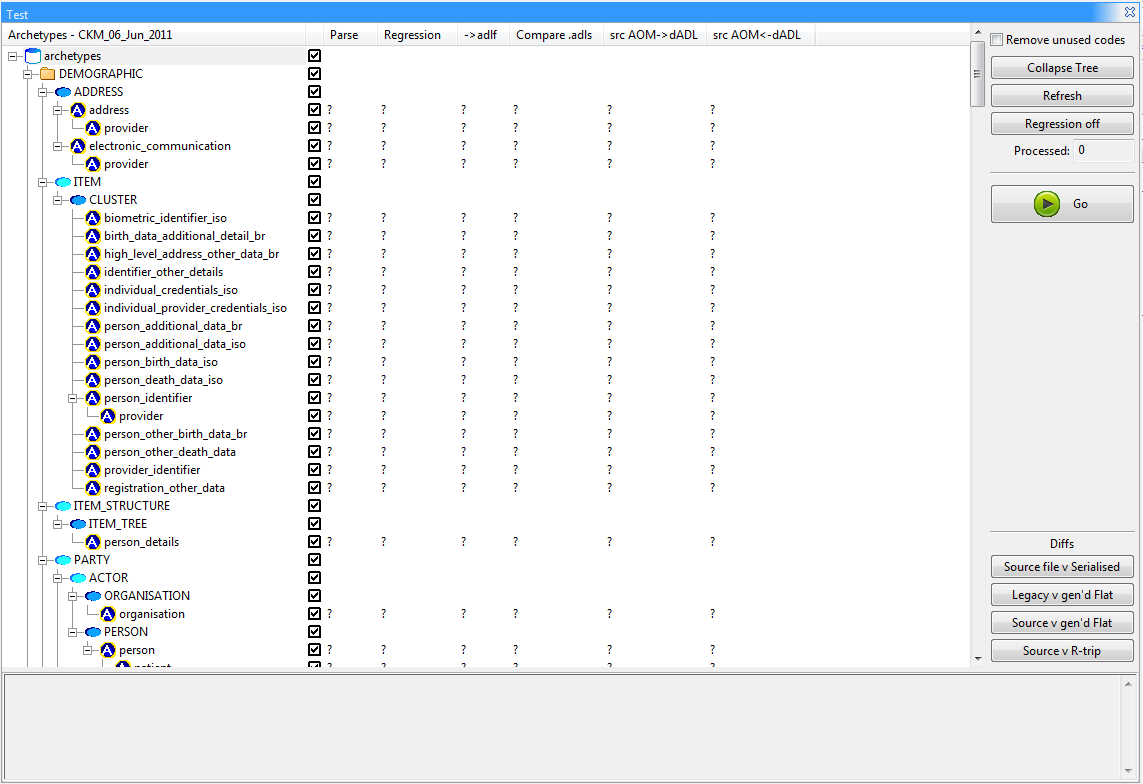 Test
Archetypes - CKM_06_Jun_2011 Parse Regression ->adlf Compare .adls src AOM->dADL src AOM<-dADL
archetypes
DEMOGRAPHIC
ADDRESS
address ? ? ? ? ? ?
provider ? ? ? ? ? ?
electronic_communication ? ? ? ? ? ?
provider ? ? ? ? ? ?
ITEM
CLUSTER
biometric_identifier_iso ? ? ? ? ? ?
birth_data_additional_detail_br ? ? ? ? ? ?
high_level_address_other_data_br ? ? ? ? ? ?
identifier_other_details ? ? ? ? ? ?
individual_credentials_iso ? ? ? ? ? ?
individual_provider_credentials_iso ? ? ? ? ? ?
person_additional_data_br ? ? ? ? ? ?
person_additional_data_iso ? ? ? ? ? ?
person_birth_data_iso ? ? ? ? ? ?
person_death_data_iso ? ? ? ? ? ?
person_identifier ? ? ? ? ? ?
provider ? ? ? ? ? ?
person_other_birth_data_br ? ? ? ? ? ?
person_other_death_data ? ? ? ? ? ?
provider_identifier ? ? ? ? ? ?
registration_other_data ? ? ? ? ? ?
ITEM_STRUCTURE
ITEM_TREE
person_details ? ? ? ? ? ?
PARTY
ACTOR
ORGANISATION
organisation ? ? ? ? ? ?
PERSON
person ? ? ? ? ? ?
patient ? ? ? ? ? ?
Remove unused codes
Collapse Tree
Refresh
Regression off
Processed: 0
Go
Diffs
Source file v Serialised
Legacy v gen'd Flat
Source v gen'd Flat
Source v R-trip